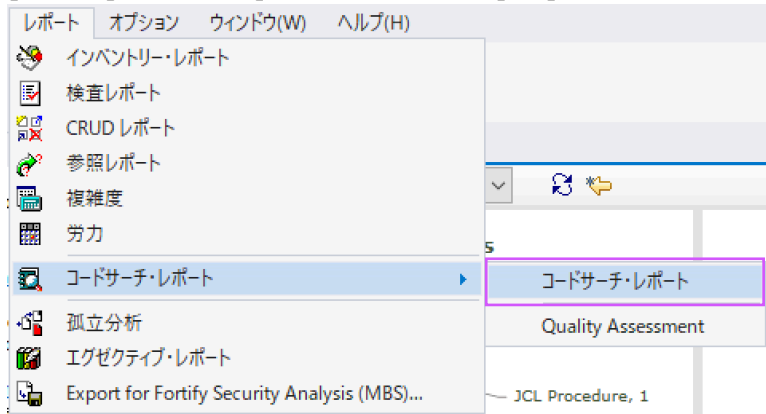 レポート オプション ウィンドウ(W) ヘルプ(H)
インベントリー・レポート
検査レポート
CRUD レポート
参照レポート
複雑度
労力
コードサーチ・レポート
コードサーチ・レポート
Quality Assessment
孤立分析
エグゼクティブ・レポート
Export for Fortify Security Analysis (MBS)...
JCL Procedure, 1